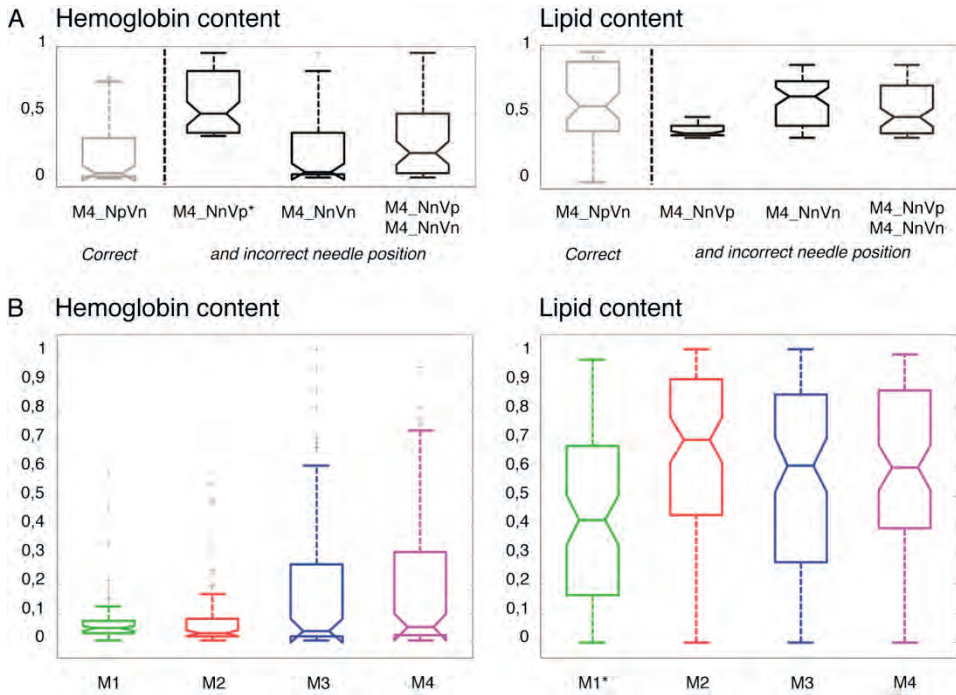 A
Hemoglobin content
1
0,5
0
M4_NpVn
M4_NnVp*
M4_NnVn
M4_NnVp
M4_NnVn
Correct
and incorrect needle position
Lipid content
1
0,5
0
M4_NpVn
M4_NnVp
M4_NnVn
M4_NnVp
M4_NnVn
Correct
and incorrect needle position
B
Hemoglobin content
1
0,9
0,8
0,7
0,6
0,5
0,4
0,3
0,2
0,1
0
M1
M2
M3
M4
Lipid content
1
0,9
0,8
0,7
0,6
0,5
0,4
0,3
0,2
0,1
0
M1*
M2
M3
M4